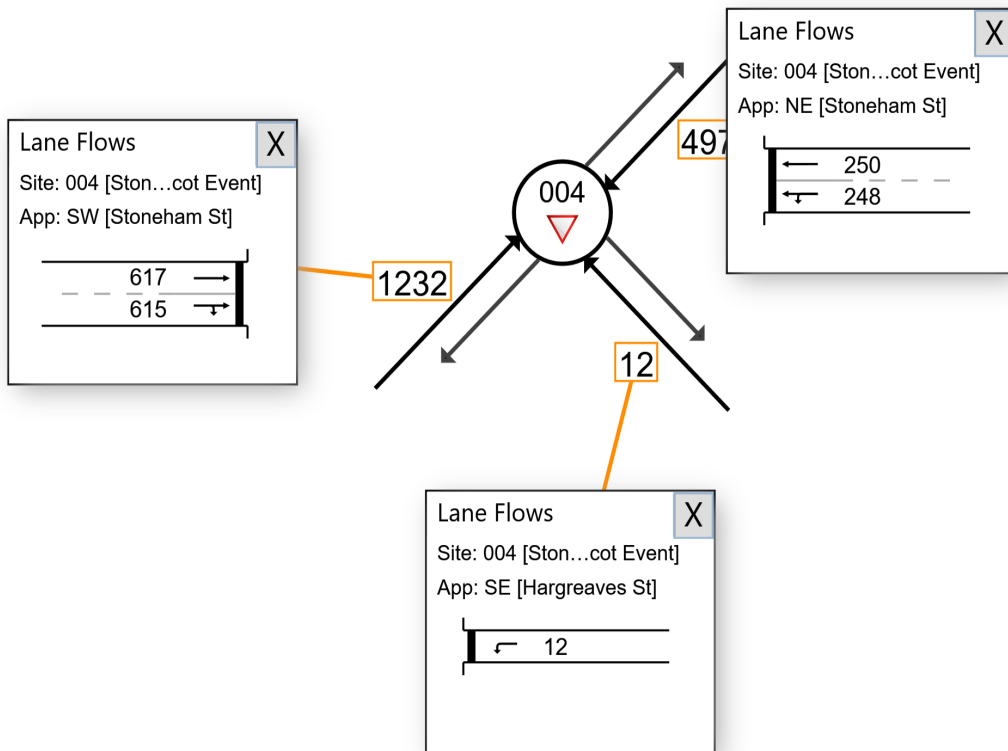 Lane Flows
X
Site: 004 [Ston…cot Event]
App: NE [Stoneham St]
250
248
Lane Flows
X
Site: 004 [Ston…cot Event]
App: SW [Stoneham St]
617
615
497
004
1232
12
Lane Flows
X
Site: 004 [Ston…cot Event]
App: SE [Hargreaves St]
12